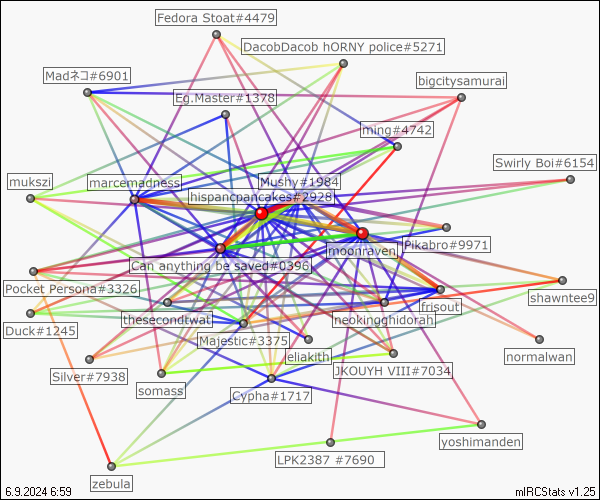 Fedora Stoat#4479
DacobDacob hORNY police#5271
Madネコ#6901
bigcitysamurai
Eg.Master#1378
ming#4742
Swirly Boi#6154
mukszi
marcemadness
Mushy#1984
hispancpancakes#2928
Pikabro#9971
moonraven
Can anything be saved#0396
Pocket Persona#3326
shawntee9
frisout
thesecondtwat
neokingghidorah
Duck#1245
Majestic#3375
eliakith
normalwan
Silver#7938
JKOUYH VIII#7034
somass
Cypha#1717
yoshimanden
LPK2387 #7690
zebula
6.9.2024 6:59
mIRCStats v1.25